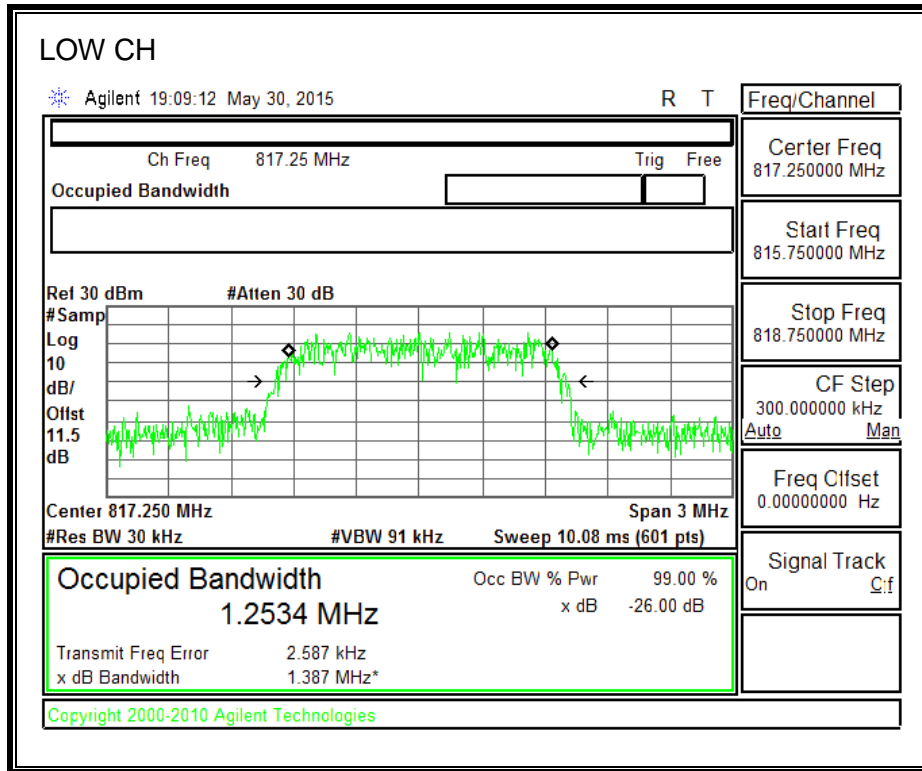 LOW CH
Agilent 19:09:12 May 30, 2015 R T
Freq/Channel
Ch Freq 817.25 MHz Trig Free
Occupied Bandwidth
Center Freq
817.250000 MHz
Start Freq
815.750000 MHz
Stop Freq
818.750000 MHz
CF Step
300.000000 kHz
Auto Man
Freq Offset
0.00000000 Hz
Signal Track
On Off
Ref 30 dBm #Atten 30 dB
#Samp
Log
10
dB/
Offst
11.5
dB
Center 817.250 MHz Span 3 MHz
#Res BW 30 kHz #VBW 91 kHz Sweep 10.08 ms (601 pts)
Occupied Bandwidth
1.2534 MHz
Occ BW % Pwr 99.00 %
x dB -26.00 dB
Transmit Freq Error 2.587 kHz
x dB Bandwidth 1.387 MHz*
Copyright 2000-2010 Agilent Technologies